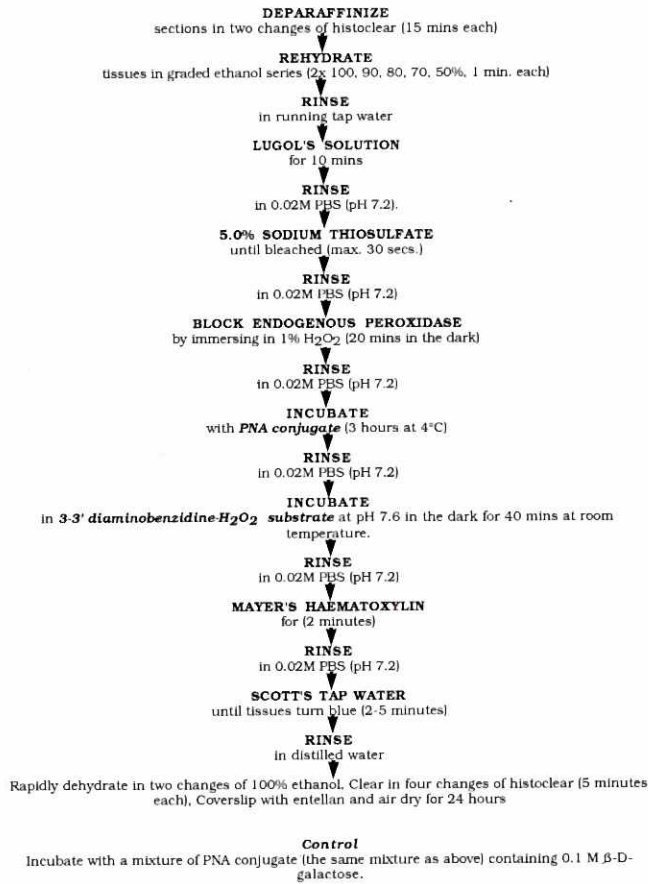 DEPARAFFINIZE
sections in two changes of histoclear (15 mins each)
REHYDRATE
tissues in graded ethanol series (2x 100, 90, 80, 70, 50%, 1 min. each)
RINSE
in running tap water
LUGOL'S SOLUTION
for 10 mins
RINSE
in 0.02M PBS (pH 7.2).
5.0% SODIUM THIOSULFATE
until bleached (max. 30 secs.)
RINSE
in 0.02M PBS (pH 7.2)
BLOCK ENDOGENOUS PEROXIDASE
by immersing in 1% H2O2 (20 mins in the dark)
RINSE
in 0.02M PBS (pH 7.2)
INCUBATE
with PNA conjugate (3 hours at 4°C)
RINSE
in 0.02M PBS (pH 7.2)
INCUBATE
in 3-3' diaminobenzidine-H2O2 substrate at pH 7.6 in the dark for 40 mins at room
temperature.
RINSE
in 0.02M PBS (pH 7.2)
MAYER'S HAEMATOXYLIN
for (2 minutes)
RINSE
in 0.02M PBS (pH 7.2)
SCOTT'S TAP WATER
until tissues turn blue (2-5 minutes)
RINSE
in distilled water
Rapidly dehydrate in two changes of 100% ethanol, Clear in four changes of histoclear (5 minutes
each), Coverslip with entellan and air dry for 24 hours
Control
Incubate with a mixture of PNA conjugate (the same mixture as above) containing 0.1 M β-D-
galactose.